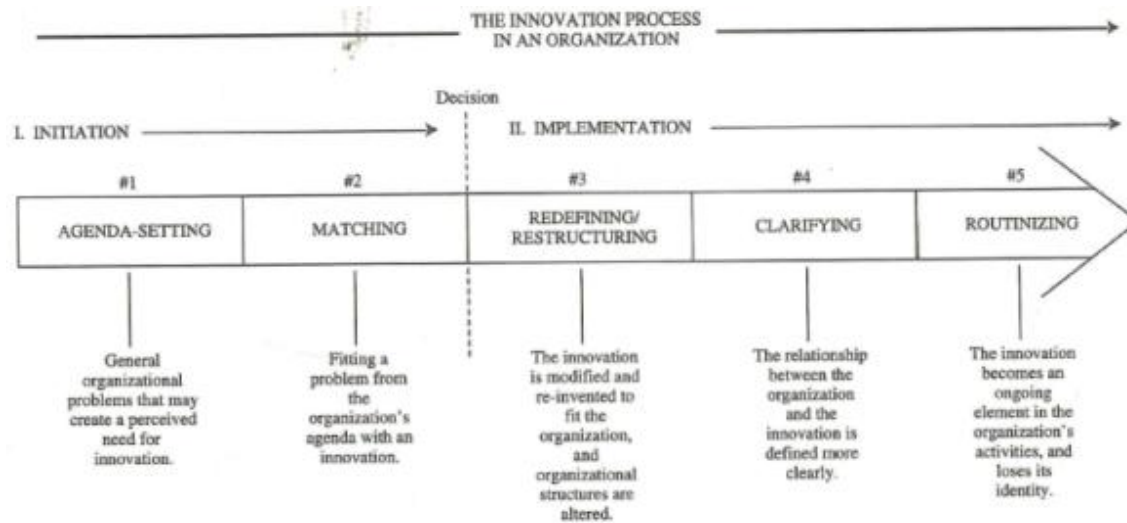 THE INNOVATION PROCESS
IN AN ORGANIZATION
Decision
I. INITIATION
II. IMPLEMENTATION
#1
#2
#3
#4
#5
AGENDA-SETTING
MATCHING
REDEFINING/
RESTRUCTURING
CLARIFYING
ROUTINIZING
General
organizational
problems that may
create a perceived
need for
innovation.
Fitting a
problem from
the
organization's
agenda with an
innovation.
The innovation
is modified and
re-invented to
fit the
organization,
and
organizational
structures are
altered.
The relationship
between the
organization
and the
innovation is
defined more
clearly.
The innovation
becomes an
ongoing
element in the
organization's
activities, and
loses its
identity.